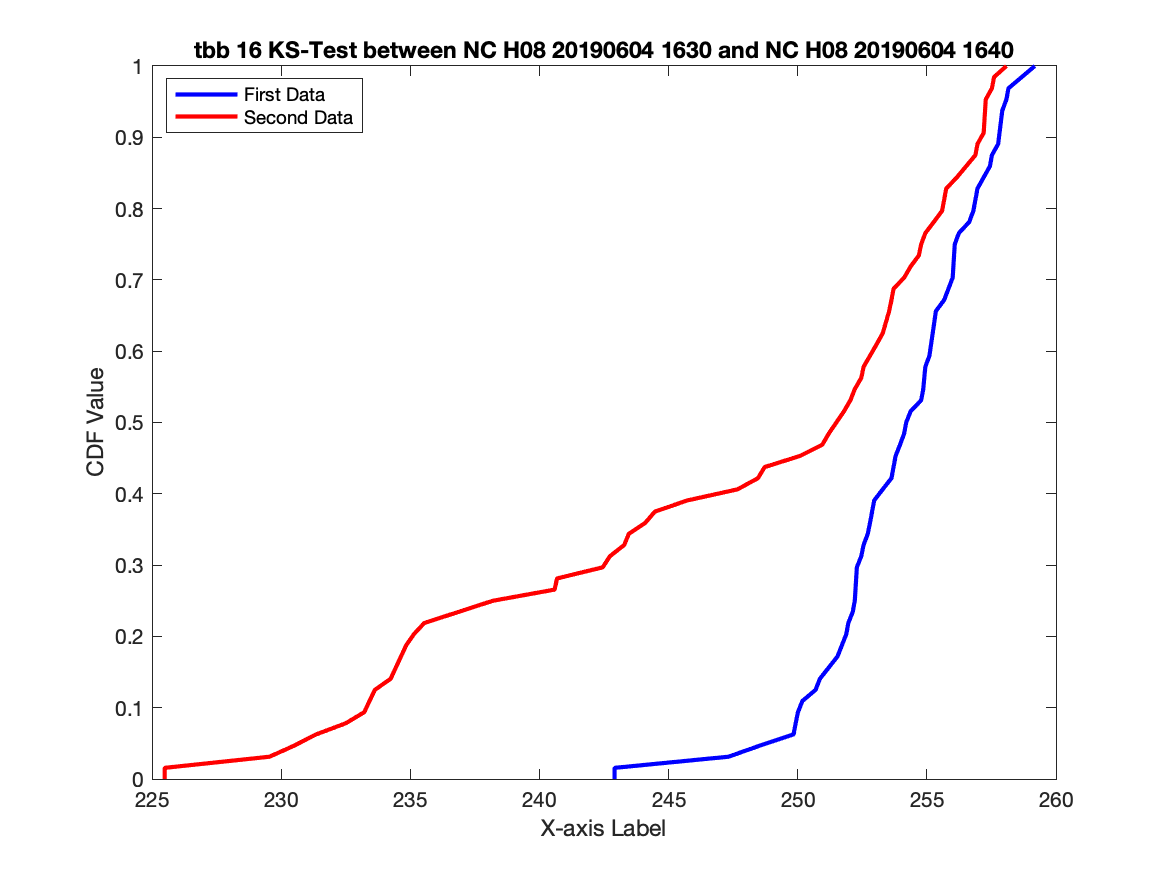 tbb 16 KS-Test between NC H08 20190604 1630 and NC H08 20190604 1640
First Data
Second Data
1
0.9
0.8
0.7
0.6
0.5
0.4
0.3
0.2
0.1
0
CDF Value
225 230 235 240 245 250 255 260
X-axis Label